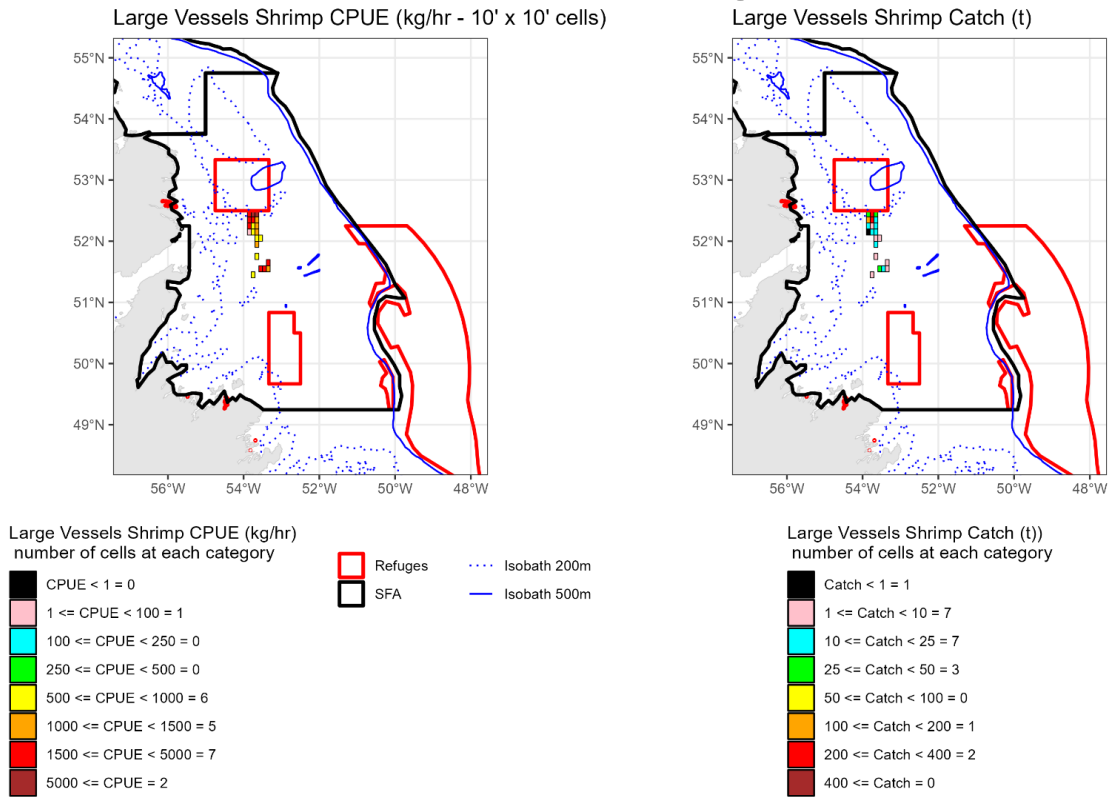 Large Vessels Shrimp CPUE (kg/hr - 10' x 10' cells)
55°N
54°N
53°N
52°N
51°N
50°N
49°N
56°W 54°W 52°W 50°W 48°W
Large Vessels Shrimp Catch (t)
55°N
54°N
53°N
52°N
51°N
50°N
49°N
56°W 54°W 52°W 50°W 48°W
Large Vessels Shrimp CPUE (kg/hr)
number of cells at each category
CPUE < 1 = 0
1 <= CPUE < 100 = 1
100 <= CPUE < 250 = 0
250 <= CPUE < 500 = 0
500 <= CPUE < 1000 = 6
1000 <= CPUE < 1500 = 5
1500 <= CPUE < 5000 = 7
5000 <= CPUE = 2
Refuges
SFA
Isobath 200m
Isobath 500m
Large Vessels Shrimp Catch (t))
number of cells at each category
Catch < 1 = 1
1 <= Catch < 10 = 7
10 <= Catch < 25 = 7
25 <= Catch < 50 = 3
50 <= Catch < 100 = 0
100 <= Catch < 200 = 1
200 <= Catch < 400 = 2
400 <= Catch = 0